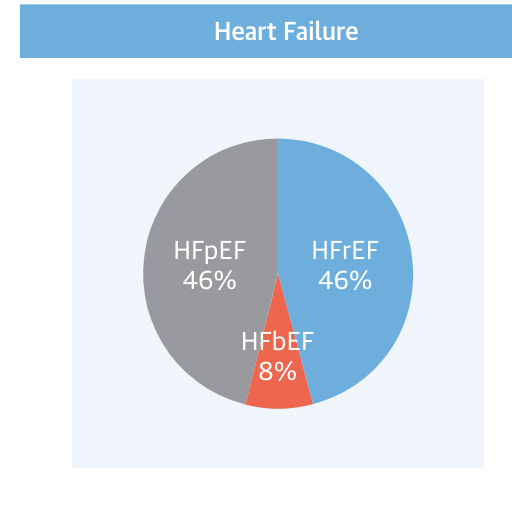 Heart Failure
HFpEF
46%
HFrEF
46%
HFbEF
8%